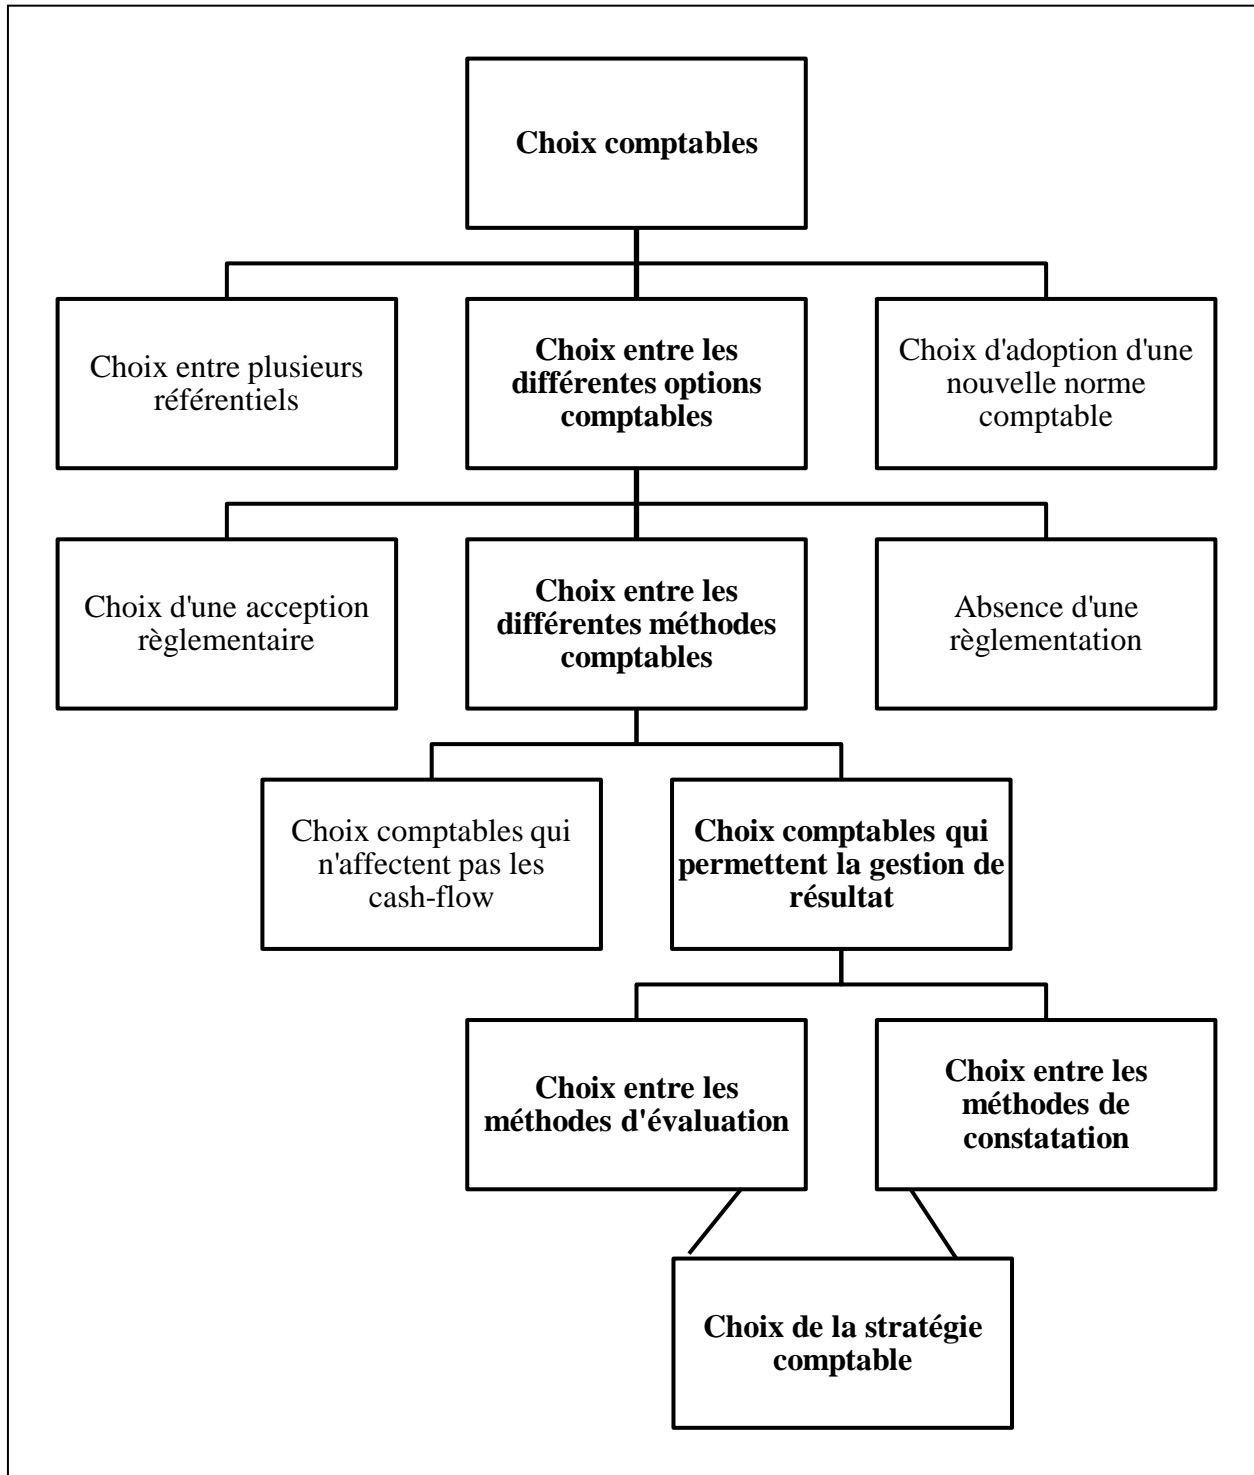 Choix comptables
Choix entre plusieurs
référentiels
Choix entre les
différentes options
comptables
Choix d'adoption d'une
nouvelle norme
comptable
Choix d'une acception
règlementaire
Choix entre les
différentes méthodes
comptables
Absence d'une
règlementation
Choix comptables qui
n'affectent pas les
cash-flow
Choix comptables qui
permettent la gestion de
résultat
Choix entre les
méthodes d'évaluation
Choix entre les
méthodes de
constatation
Choix de la stratégie
comptable